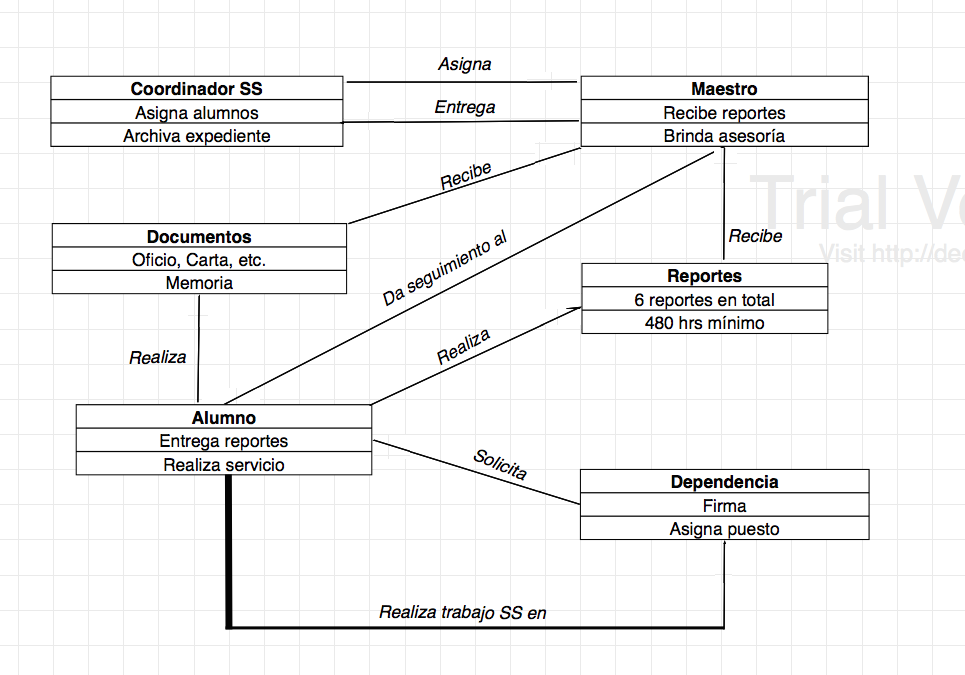 Asigna
Coordinador SS
Asigna alumnos
Archiva expediente
Entrega
Maestro
Recibe reportes
Brinda asesoría
Recibe
Documentos
Oficio, Carta, etc.
Memoria
Da seguimiento al
Recibe
Trial
Visit http://de
Reportes
6 reportes en total
480 hrs mínimo
Realiza
Realiza
Alumno
Entrega reportes
Realiza servicio
Solicita
Dependencia
Firma
Asigna puesto
Realiza trabajo SS en